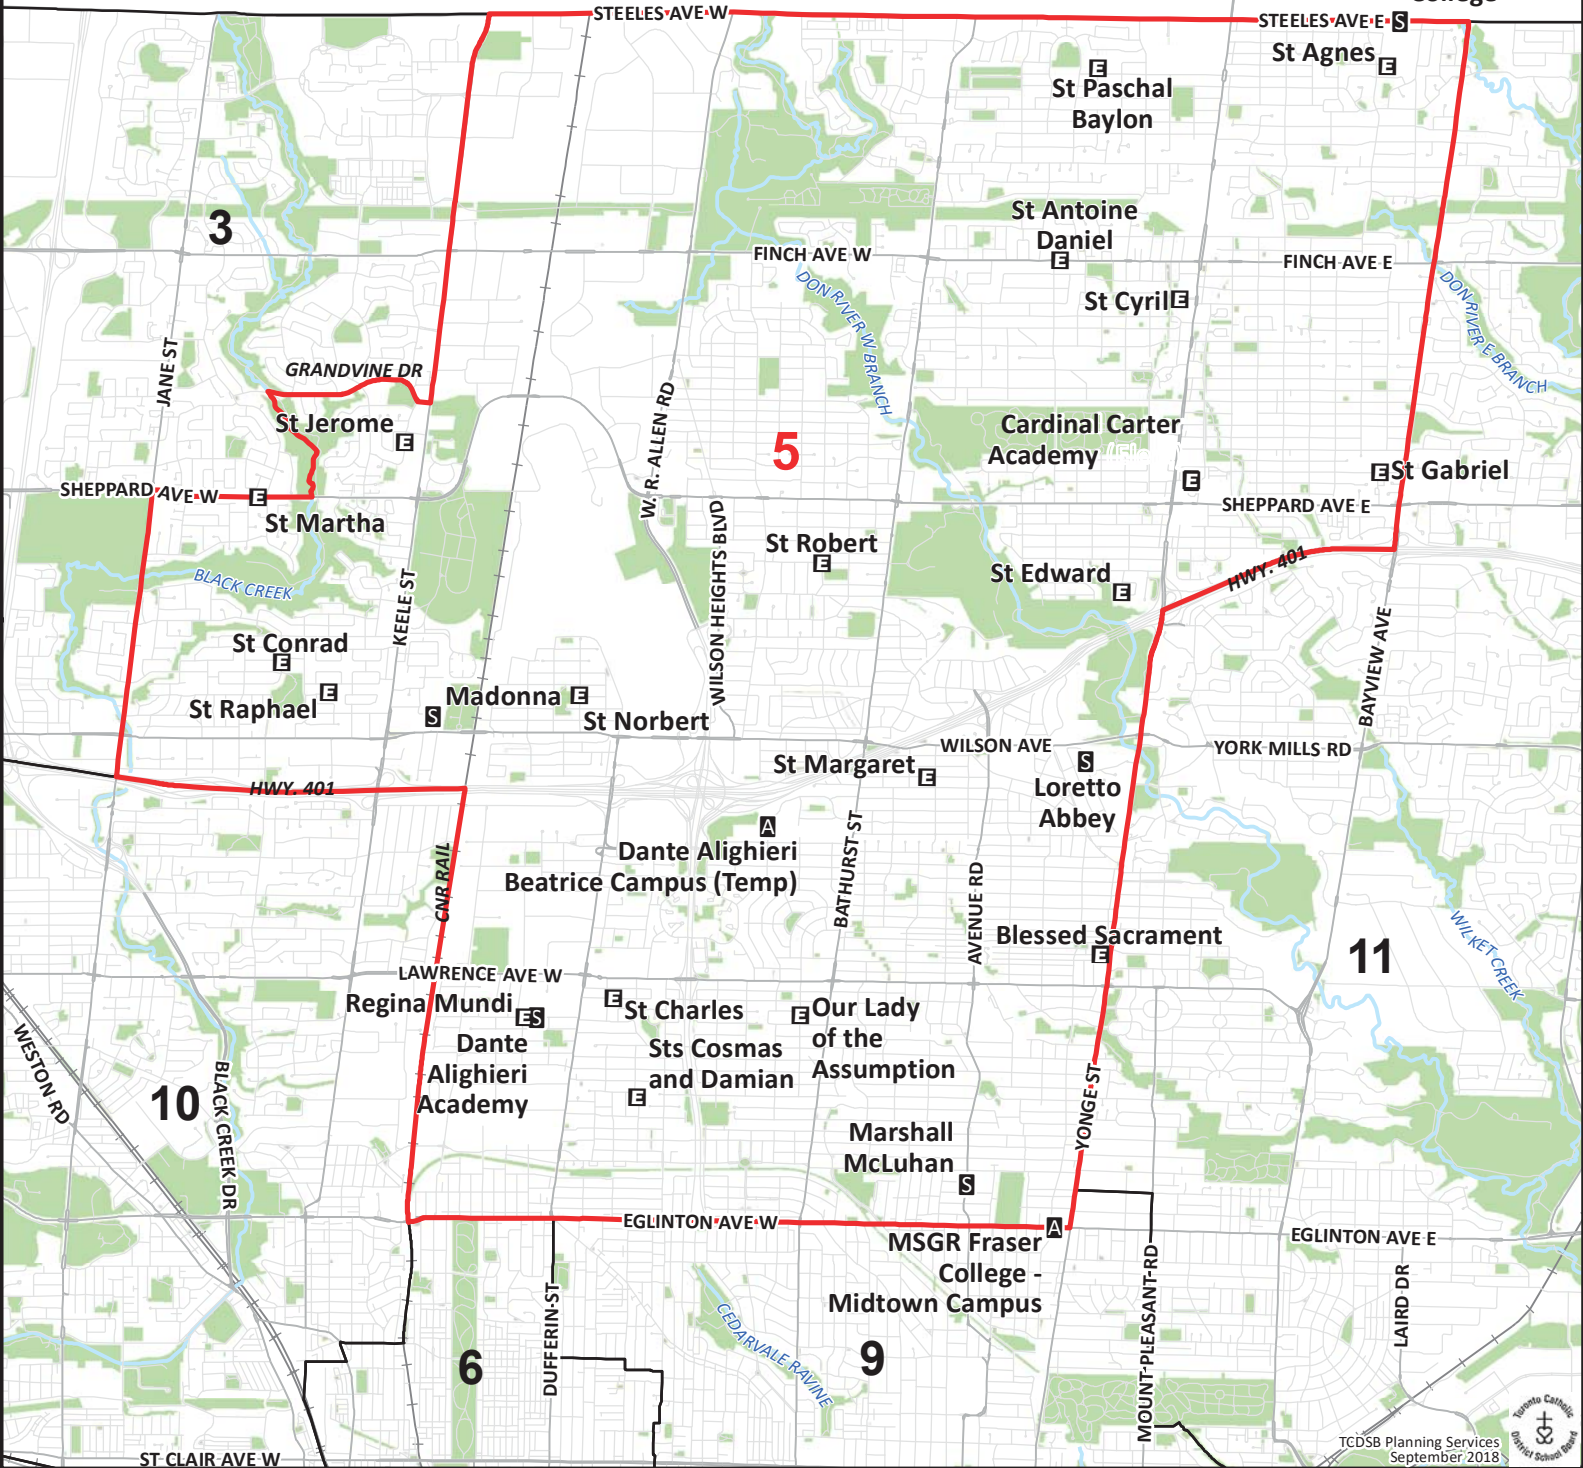 STEELES AVE W
STEELES AVE E S
St Agnes
E
E
St Paschal
Baylon
3
St Antoine
Daniel
E
FINCH AVE W
FINCH AVE E
DON RIVER W BRANCH
DON RIVER E BRANCH
St Cyril E
JANE ST
GRANDVINE DR
St Jerome
E
W. R. ALLEN RD
5
Cardinal Carter
Academy
E
E St Gabriel
SHEPPARD AVE W
E
St Martha
SHEPPARD AVE E
WILSON HEIGHTS BLVD
St Robert
E
St Edward
E
HWY. 401
BLACK CREEK
KEELE ST
St Conrad
E
St Raphael
E
S
Madonna
E
St Norbert
BAYVIEW AVE
WILSON AVE
YORK MILLS RD
St Margaret
E
S
Loretto
Abbey
HWY. 401
A
Dante Alighieri
Beatrice Campus (Temp)
CNR RAIL
BATHURST ST
AVENUE RD
Blessed Sacrament
E
11
WILKET CREEK
LAWRENCE AVE W
Regina Mundi
E S
Dante
Alighieri
Academy
E
St Charles
Sts Cosmas
and Damian
E
E
Our Lady
of the
Assumption
WESTON RD
10
BLACK CREEK DR
YONGE ST
Marshall
McLuhan
S
EGLINTON AVE W
A
MSGR Fraser
College -
Midtown Campus
EGLINTON AVE E
DUFFERIN ST
CEDARVALE RAVINE
MOUNT PLEASANT RD
LAIRD DR
6
9
ST CLAIR AVE W
TCDSB Planning Services
September 2018
Toronto Catholic
District School Board